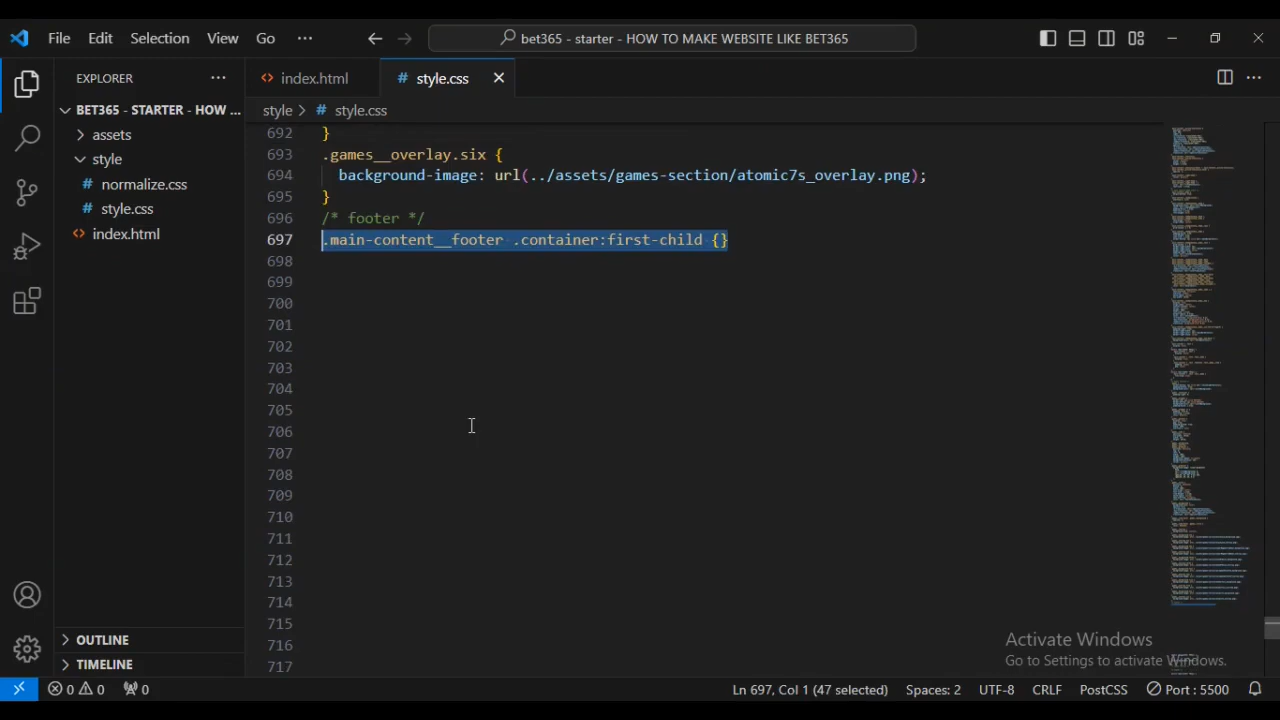 File Edit Selection View Go ··· bet365 - starter - HOW TO MAKE WEBSITE LIKE BET365
EXPLORER ···
index.html
# style.css
BET365 - STARTER - HOW ...
assets
style
# normalize.css
# style.css
index.html
OUTLINE
TIMELINE
style > # style.css
692 }
693 .games__overlay.six {
694 background-image: url(../assets/games-section/atomic7s_overlay.png);
695 }
696 /* footer */
697 .main-content__footer .container:first-child {}
698
699
700
701
702
703
704
705
706
707
708
709
710
711
712
713
714
715
716
717
Activate Windows
Go to Settings to activate Windows.
0 0 0 Ln 697, Col 1 (47 selected) Spaces: 2 UTF-8 CRLF PostCSS Port : 5500